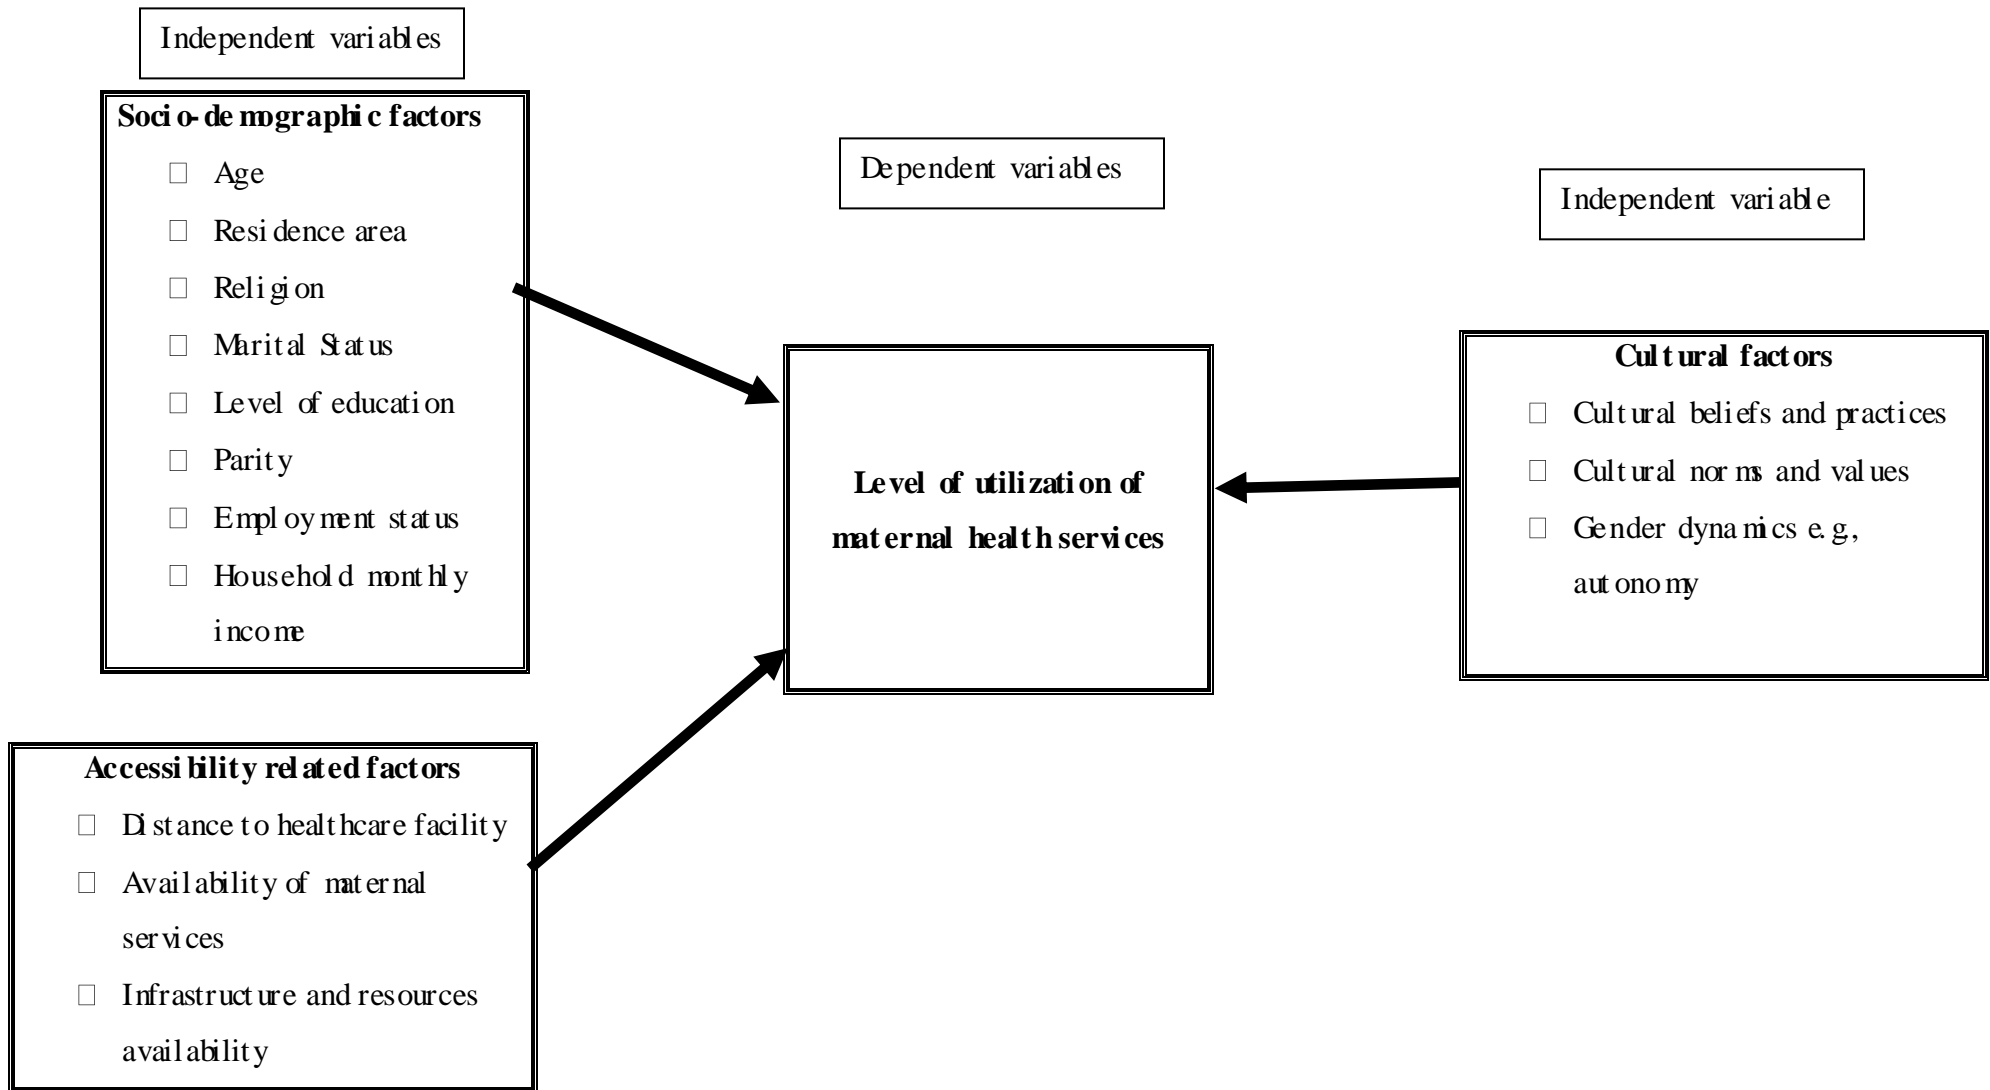 Independent variables
Socio-demographic factors
□ Age
□ Residence area
□ Religion
□ Marital Status
□ Level of education
□ Parity
□ Employment status
□ Household monthly
income
Accessibility related factors
□ Distance to healthcare facility
□ Availability of maternal
services
□ Infrastructure and resources
availability
Dependent variables
Level of utilization of
maternal health services
Independent variable
Cultural factors
□ Cultural beliefs and practices
□ Cultural norms and values
□ Gender dynamics e.g.,
autonomy